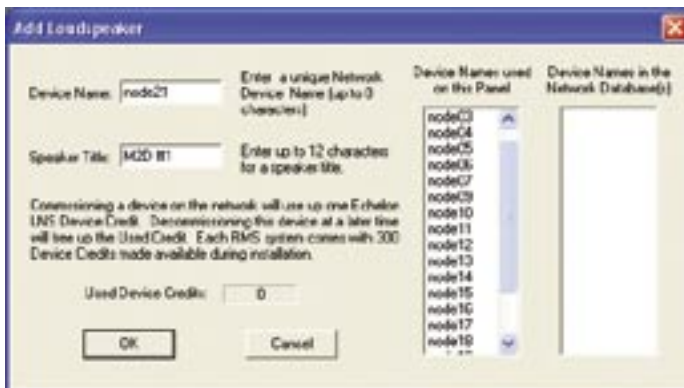 Add Loudspeaker
Device Name: node21
Enter a unique Network
Device Name (up to 8
characters)
Speaker Title: M2D #1
Enter up to 12 characters
for a speaker title.
Commissioning a device on the network will use up one Echelon
LNS Device Credit. Decommissioning this device at a later time
will free up the Used Credit. Each RMS system comes with 300
Device Credits made available during installation.
Used Device Credits: 0
OK
Cancel
Device Names used
on this Panel
node03
node04
node05
node06
node07
node09
node10
node11
node12
node13
node14
node15
node16
node17
node18
Device Names in the
Network Database(s)